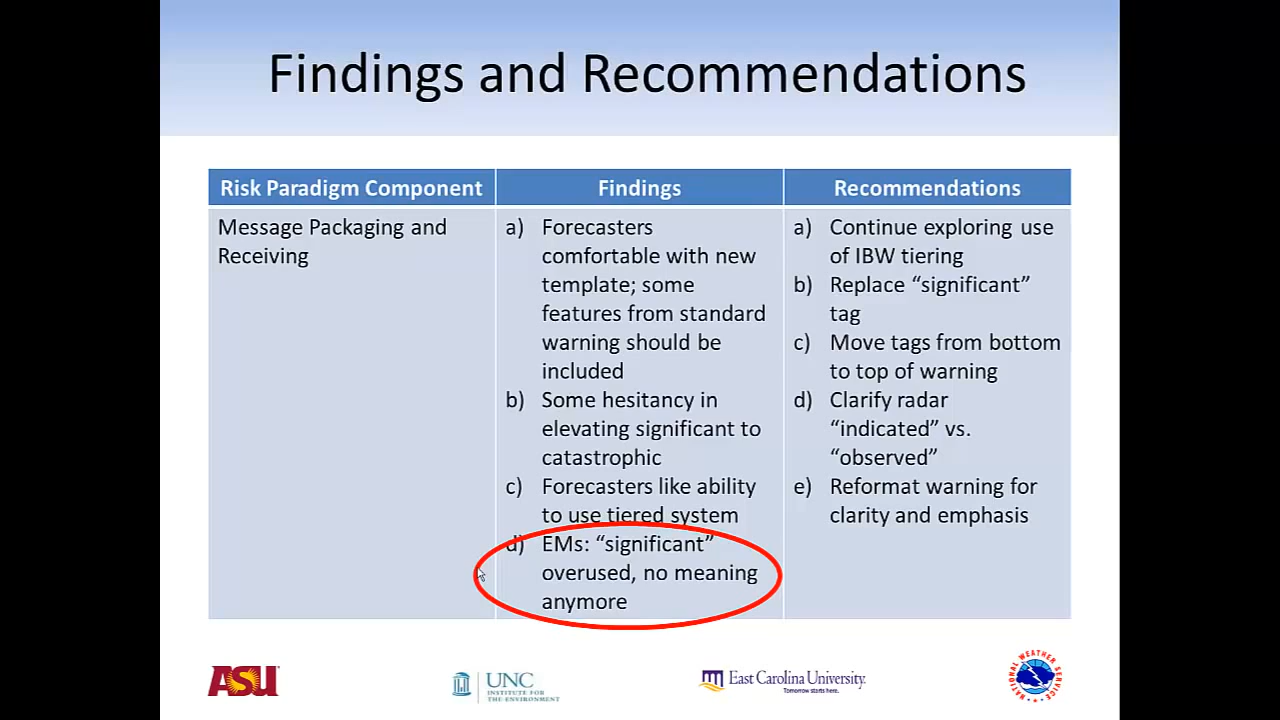 Findings and Recommendations
Risk Paradigm Component
Findings
Recommendations
Message Packaging and
Receiving
a) Forecasters
comfortable with new
template; some
features from standard
warning should be
included
b) Some hesitancy in
elevating significant to
catastrophic
c) Forecasters like ability
to use tiered system
d) EMs: “significant”
overused, no meaning
anymore
a) Continue exploring use
of IBW tiering
b) Replace “significant”
tag
c) Move tags from bottom
to top of warning
d) Clarify radar
“indicated” vs.
“observed”
e) Reformat warning for
clarity and emphasis
ASU
UNC
INSTITUTE FOR
THE ENVIRONMENT
East Carolina University.
Tomorrow starts here.
NATIONAL WEATHER SERVICE